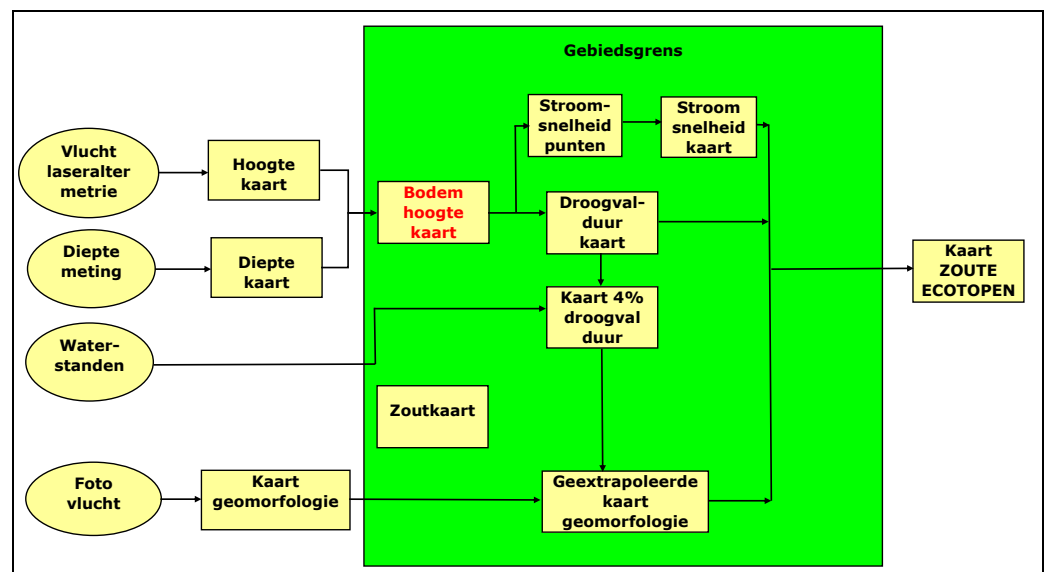 Gebiedsgrens
Stroom-
snelheid
punten
Stroom
snelheid
kaart
Vlucht
laseralter
metrie
Hoogte
kaart
Bodem
hoogte
kaart
Droogval-
duur
kaart
Diepte
meting
Diepte
kaart
Kaart
ZOUTE
ECOTOPEN
Kaart 4%
droogval
duur
Water-
standen
Zoutkaart
Foto
vlucht
Kaart
geomorfologie
Geextrapoleerde
kaart
geomorfologie